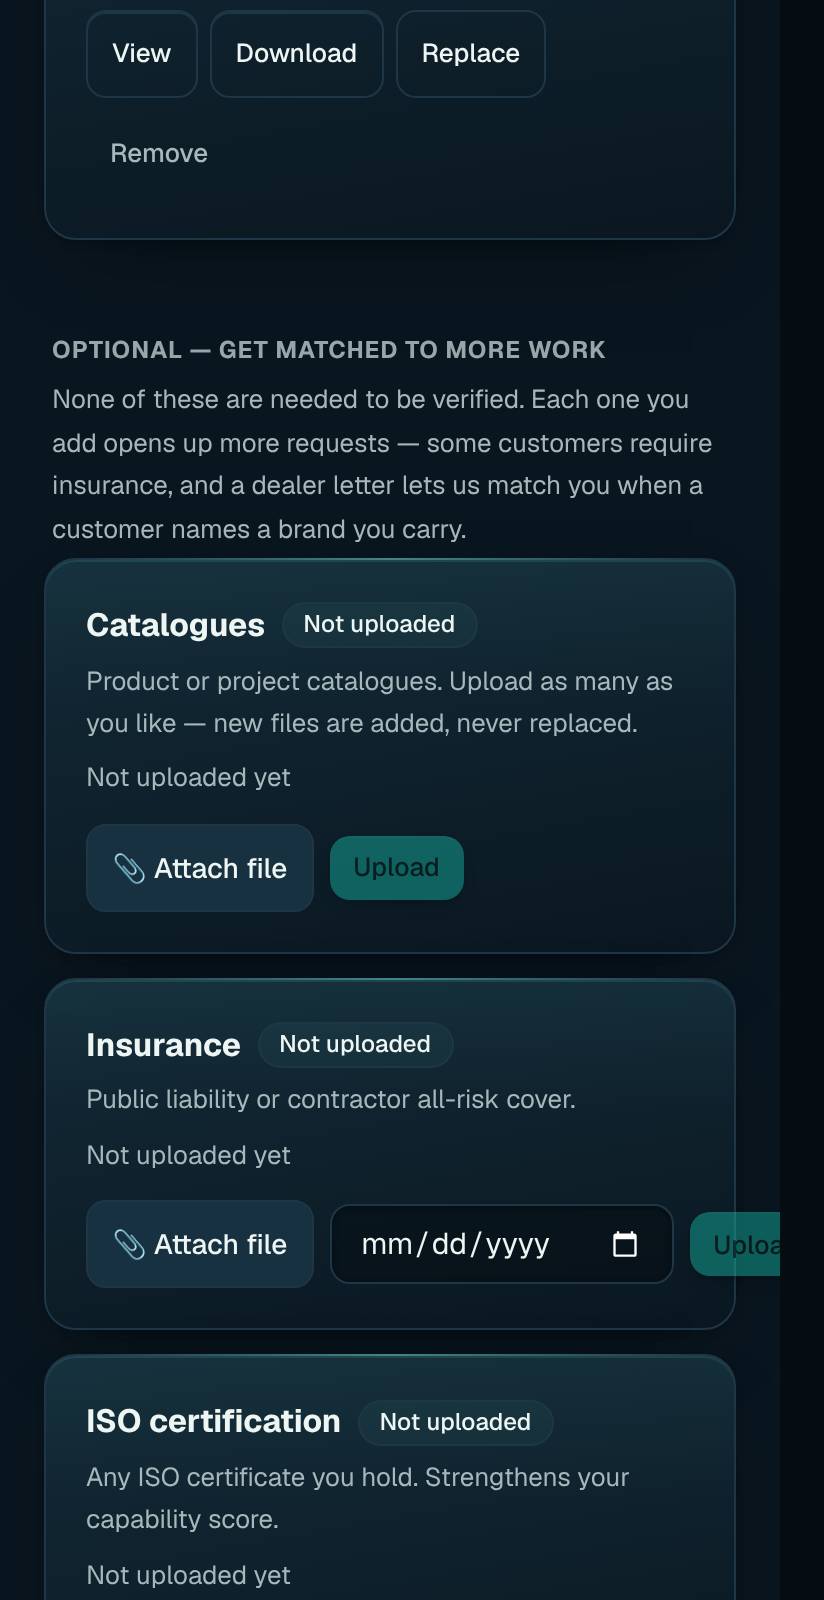 View Download Replace
Remove
OPTIONAL — GET MATCHED TO MORE WORK
None of these are needed to be verified. Each one you
add opens up more requests — some customers require
insurance, and a dealer letter lets us match you when a
customer names a brand you carry.
Catalogues Not uploaded
Product or project catalogues. Upload as many as
you like — new files are added, never replaced.
Not uploaded yet
📎 Attach file Upload
Insurance Not uploaded
Public liability or contractor all-risk cover.
Not uploaded yet
📎 Attach file mm/dd/yyyy Uploa
ISO certification Not uploaded
Any ISO certificate you hold. Strengthens your
capability score.
Not uploaded yet